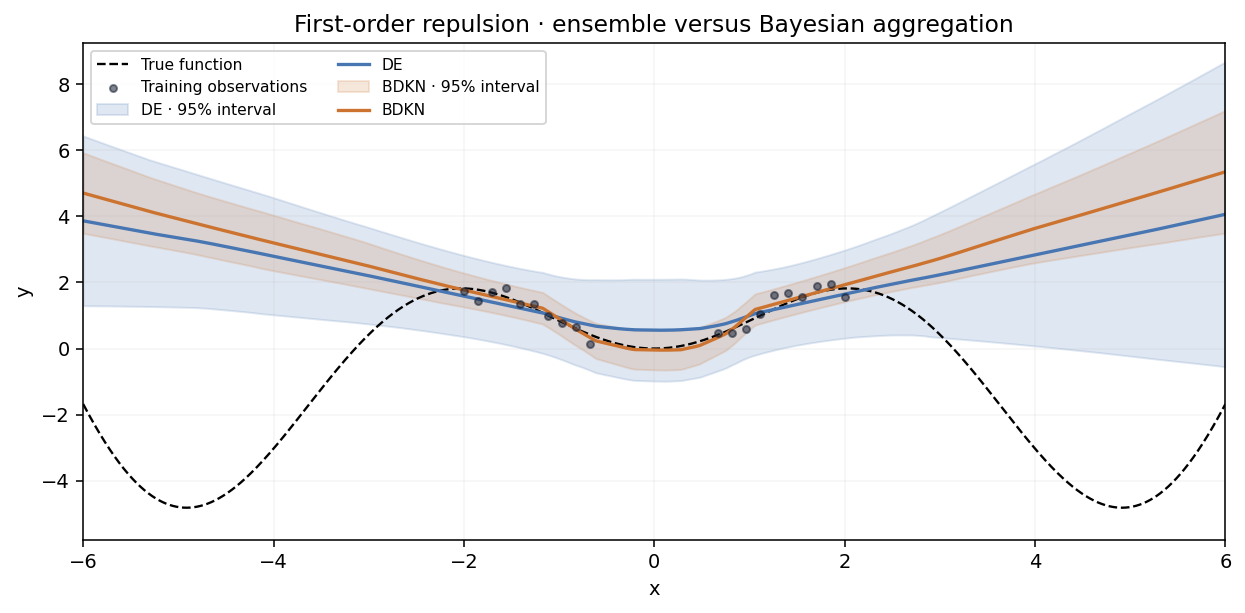 First-order repulsion · ensemble versus Bayesian aggregation
True function
Training observations
DE · 95% interval
DE
BDKN · 95% interval
BDKN
y
8
6
4
2
0
−2
−4
−6
−4
−2
0
2
4
6
x